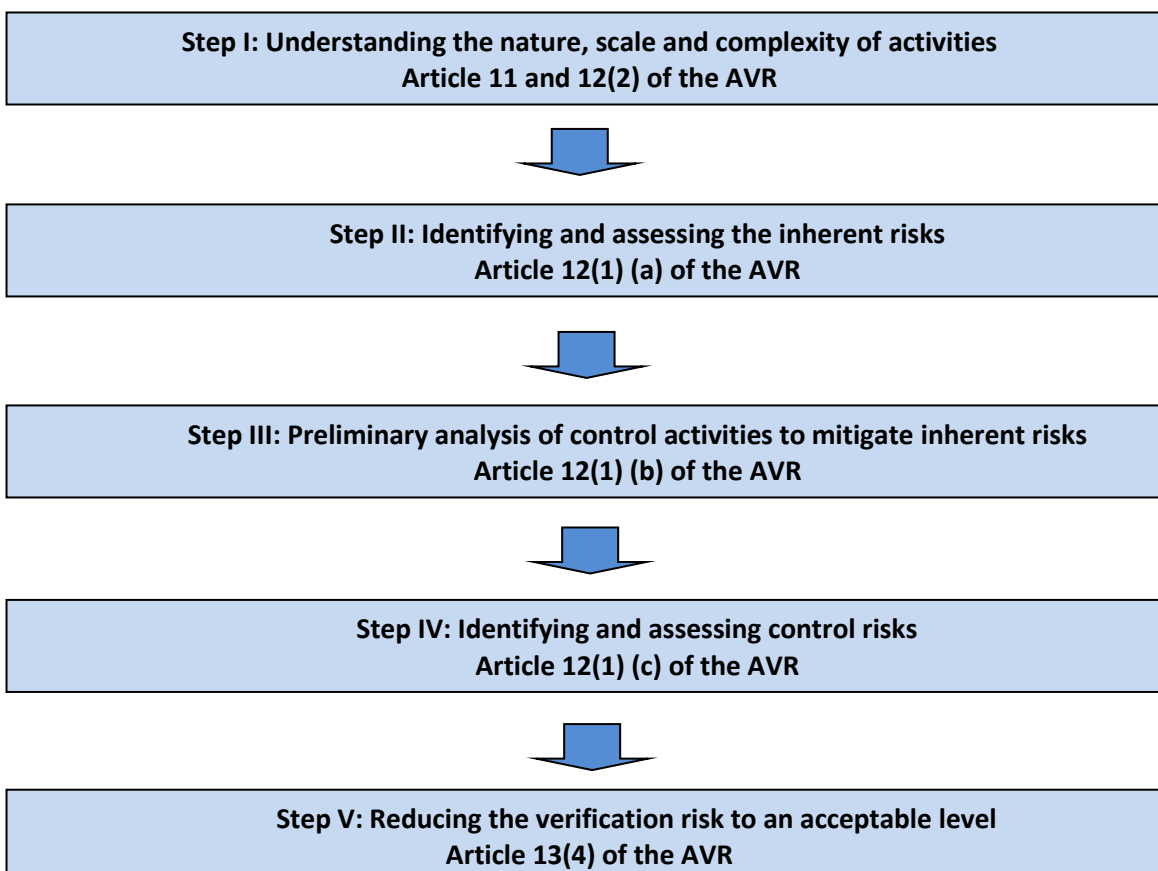 Step I: Understanding the nature, scale and complexity of activities
Article 11 and 12(2) of the AVR
Step II: Identifying and assessing the inherent risks
Article 12(1) (a) of the AVR
Step III: Preliminary analysis of control activities to mitigate inherent risks
Article 12(1) (b) of the AVR
Step IV: Identifying and assessing control risks
Article 12(1) (c) of the AVR
Step V: Reducing the verification risk to an acceptable level
Article 13(4) of the AVR